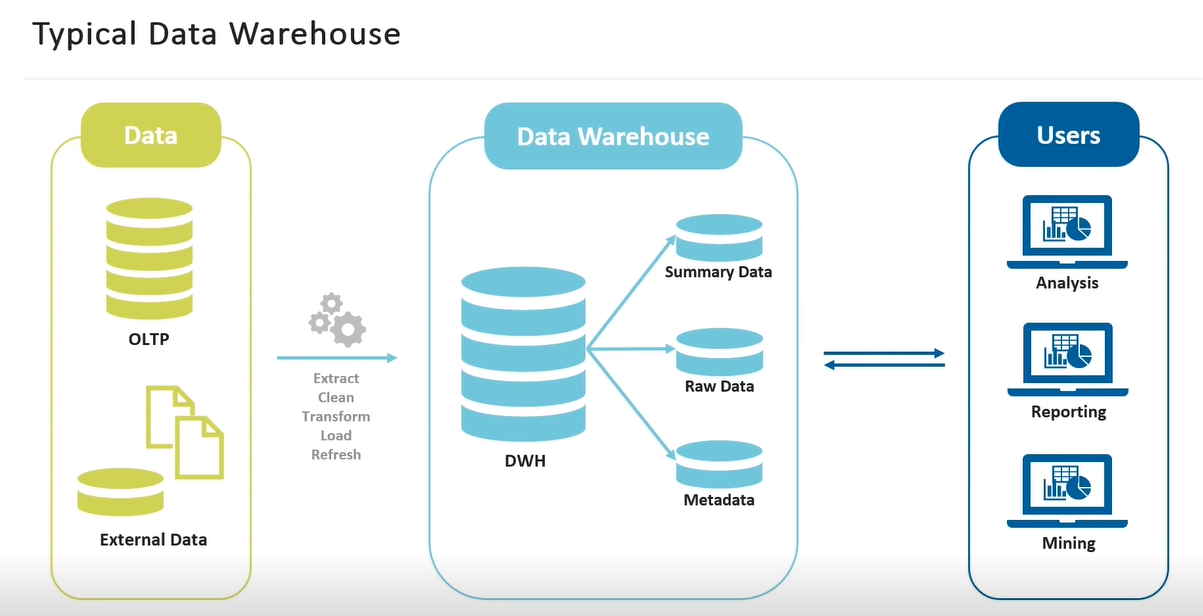 Typical Data Warehouse
Data
OLTP
External Data
Extract
Clean
Transform
Load
Refresh
Data Warehouse
DWH
Summary Data
Raw Data
Metadata
Users
Analysis
Reporting
Mining